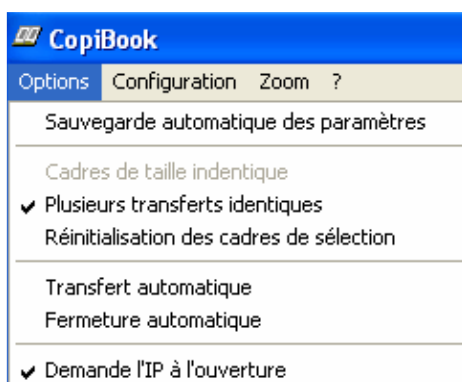 CopiBook
Options Configuration Zoom ?
Sauvegarde automatique des paramètres
Cadres de taille indentique
Plusieurs transferts identiques
Réinitialisation des cadres de sélection
Transfert automatique
Fermeture automatique
Demande l'IP à l'ouverture